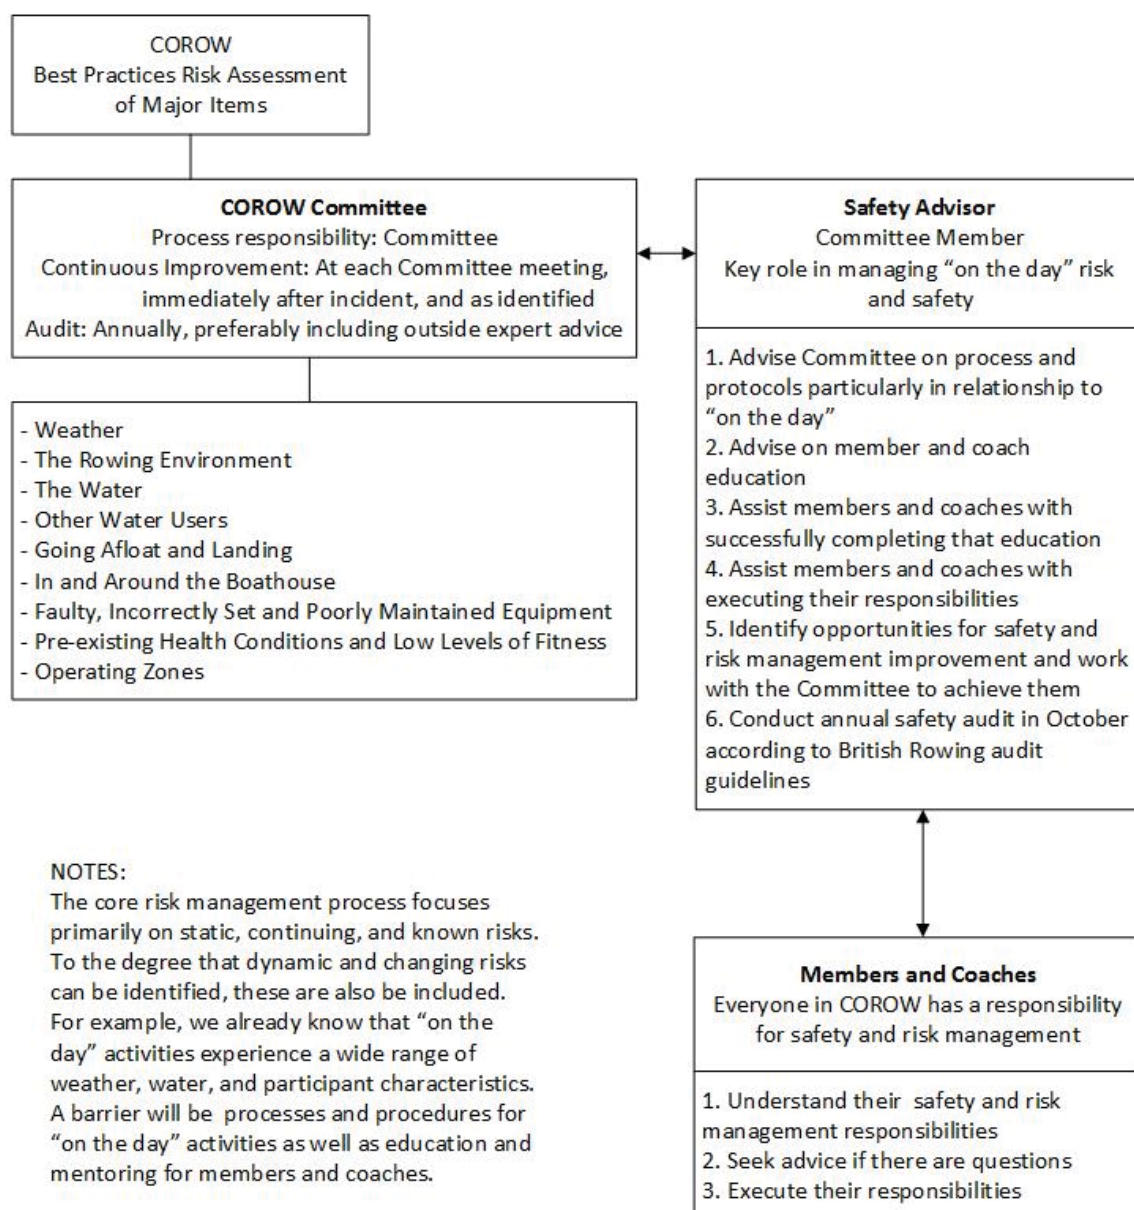 COROW
Best Practices Risk Assessment
of Major Items
COROW Committee
Process responsibility: Committee
Continuous Improvement: At each Committee meeting,
immediately after incident, and as identified
Audit: Annually, preferably including outside expert advice
- Weather
- The Rowing Environment
- The Water
- Other Water Users
- Going Afloat and Landing
- In and Around the Boathouse
- Faulty, Incorrectly Set and Poorly Maintained Equipment
- Pre-existing Health Conditions and Low Levels of Fitness
- Operating Zones
Safety Advisor
Committee Member
Key role in managing “on the day” risk
and safety
1. Advise Committee on process and
protocols particularly in relationship to
“on the day”
2. Advise on member and coach
education
3. Assist members and coaches with
successfully completing that education
4. Assist members and coaches with
executing their responsibilities
5. Identify opportunities for safety and
risk management improvement and work
with the Committee to achieve them
6. Conduct annual safety audit in October
according to British Rowing audit
guidelines
NOTES:
The core risk management process focuses
primarily on static, continuing, and known risks.
To the degree that dynamic and changing risks
can be identified, these are also be included.
For example, we already know that “on the
day” activities experience a wide range of
weather, water, and participant characteristics.
A barrier will be  processes and procedures for
“on the day” activities as well as education and
mentoring for members and coaches.
Members and Coaches
Everyone in COROW has a responsibility
for safety and risk management
1. Understand their  safety and risk
management responsibilities
2. Seek advice if there are questions
3. Execute their responsibilities